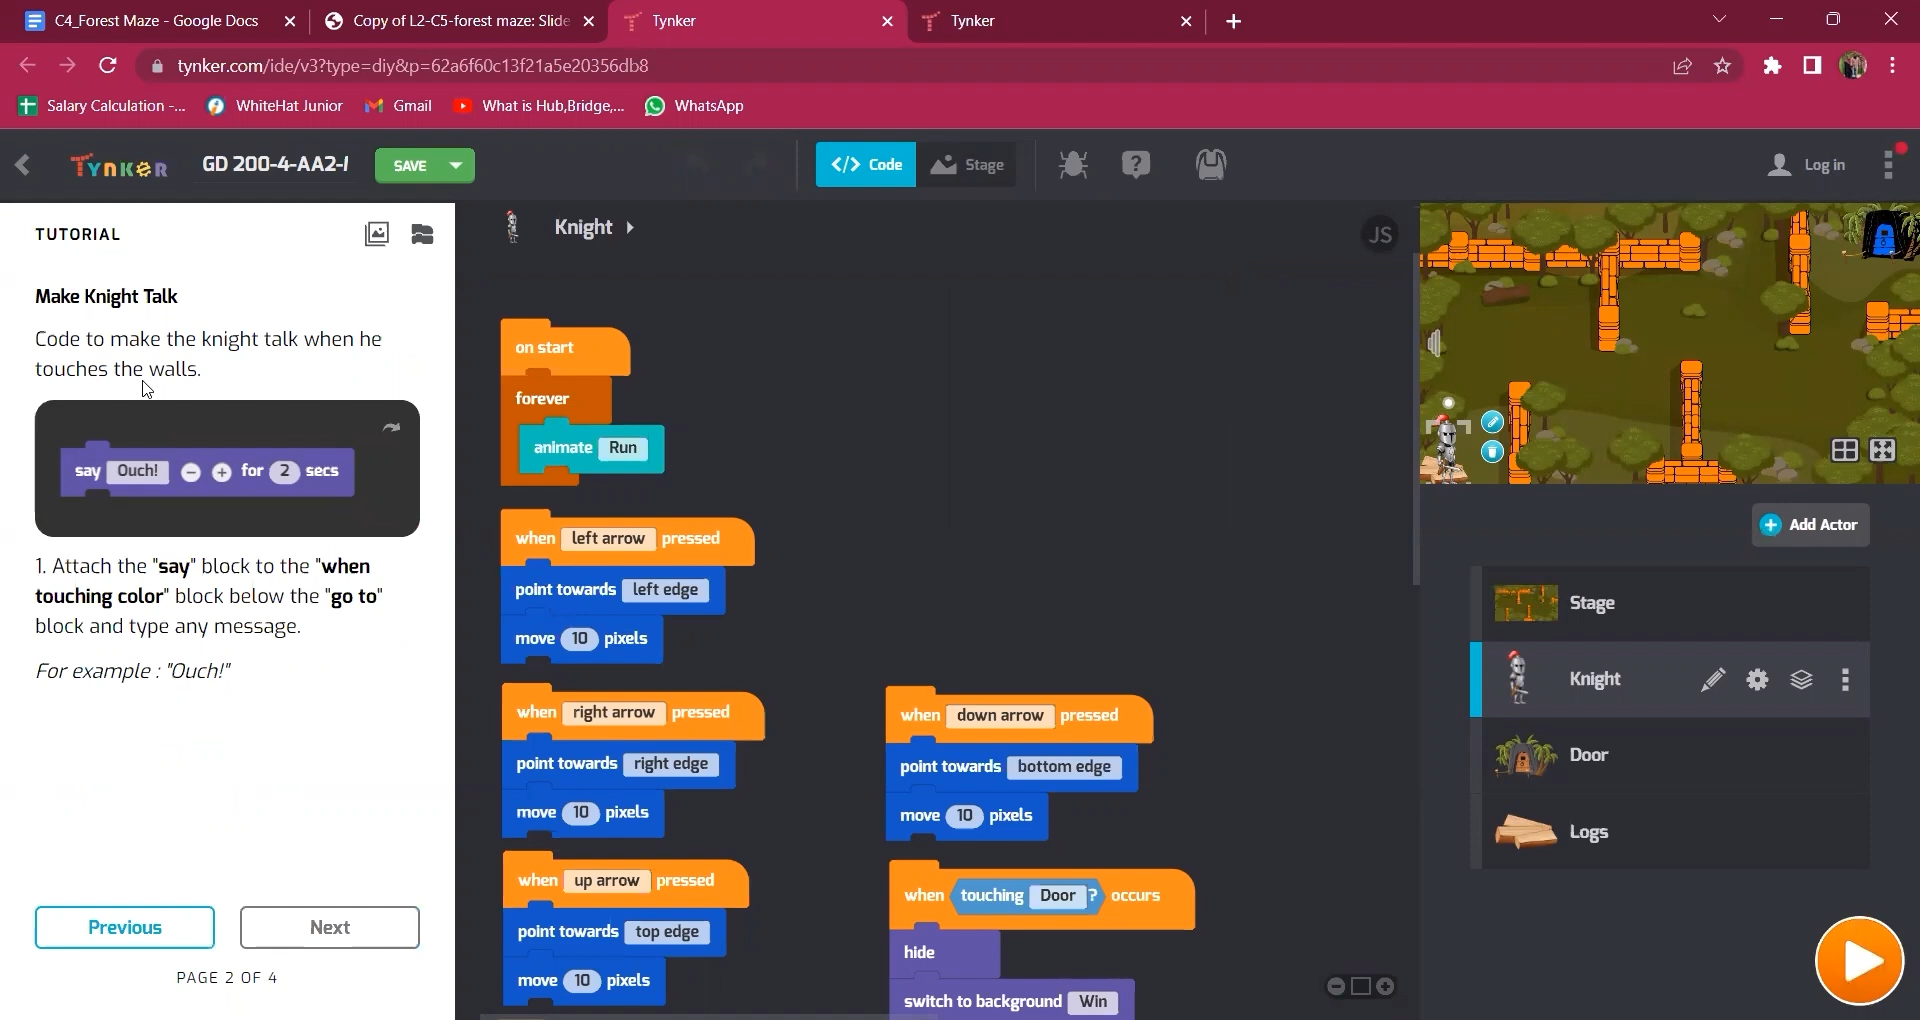 C4_Forest Maze - Google Docs
Copy of L2-C5-forest maze: Slide
Tynker
Tynker
tynker.com/ide/v3?type=diy&p=62a6f60c13f21a5e20356db8
Salary Calculation -...
WhiteHat Junior
Gmail
What is Hub,Bridge,...
WhatsApp
TYNKER
GD 200-4-AA2-
SAVE
</> Code
Stage
Log in
TUTORIAL
Knight
JS
Make Knight Talk
Code to make the knight talk when he
touches the walls.
say Ouch! - + for 2 secs
1. Attach the "say" block to the "when
touching color" block below the "go to"
block and type any message.
For example : "Ouch!"
Previous
Next
PAGE 2 OF 4
on start
forever
animate Run
when left arrow pressed
point towards left edge
move 10 pixels
when right arrow pressed
point towards right edge
move 10 pixels
when up arrow pressed
point towards top edge
move 10 pixels
when down arrow pressed
point towards bottom edge
move 10 pixels
when touching Door ? occurs
hide
switch to background Win
Add Actor
Stage
Knight
Door
Logs